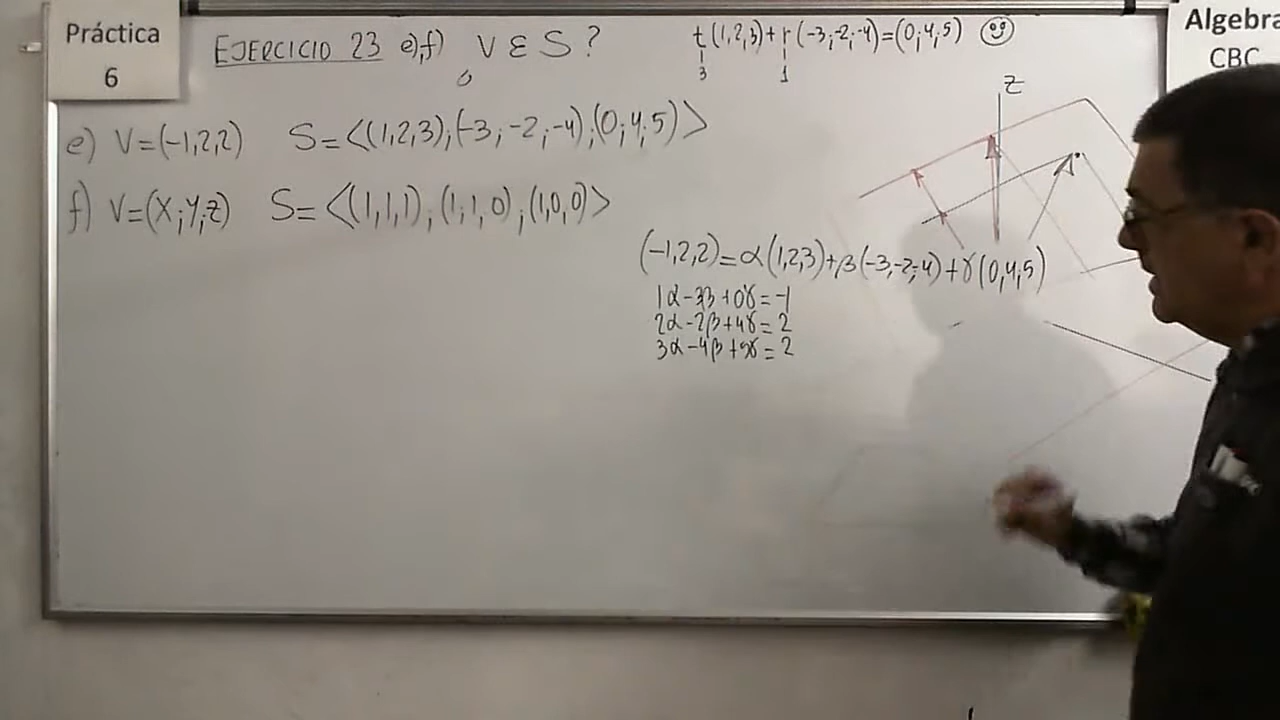 Práctica
6
EJERCICIO 23 e),f) V ∈ S ?
t(1,2,3)+r(-3,-2,-4)=(0,4,5)
3 1
Algebra
CBC
Z
e) V=(-1,2,2) S=<(1,2,3);(-3,-2,-4);(0,4,5)>
f) V=(X,Y,Z) S=<(1,1,1),(1,1,0),(1,0,0)>
(-1,2,2)=α(1,2,3)+β(-3,-2,-4)+γ(0,4,5)
1α-3β+0γ=-1
2α-2β+4γ=2
3α-4β+5γ=2